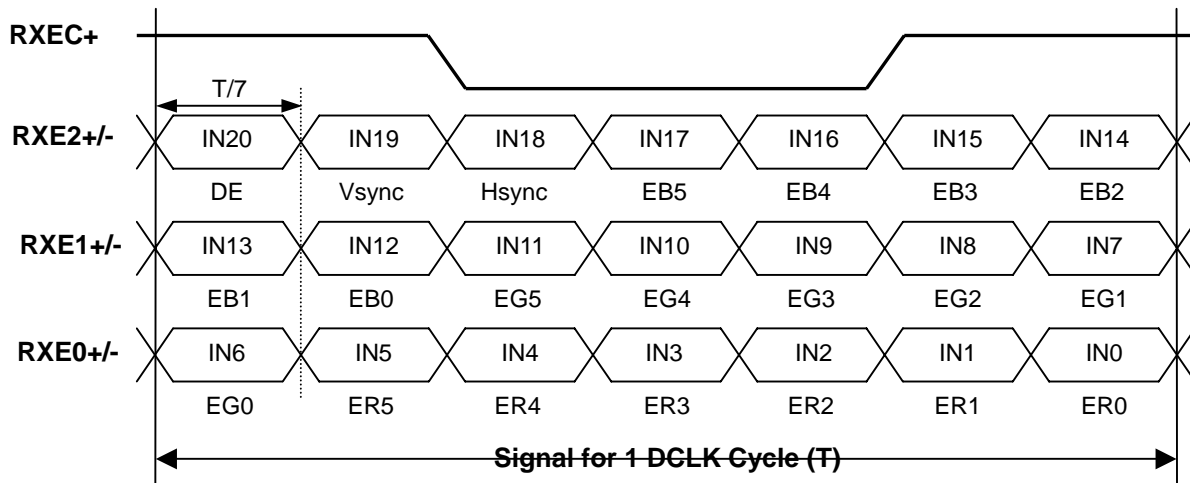 RXEC+
T/7
RXE2+/- IN20 IN19 IN18 IN17 IN16 IN15 IN14
DE Vsync Hsync EB5 EB4 EB3 EB2
RXE1+/- IN13 IN12 IN11 IN10 IN9 IN8 IN7
EB1 EB0 EG5 EG4 EG3 EG2 EG1
RXE0+/- IN6 IN5 IN4 IN3 IN2 IN1 IN0
EG0 ER5 ER4 ER3 ER2 ER1 ER0
Signal for 1 DCLK Cycle (T)